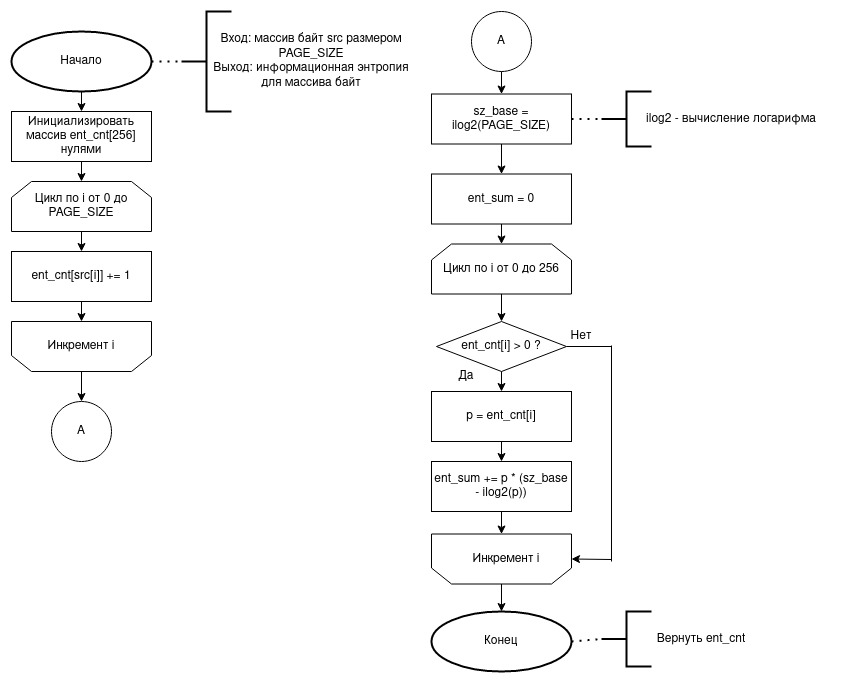 Начало
Вход: массив байт src размером
PAGE_SIZE
Выход: информационная энтропия
для массива байт
Инициализировать
массив ent_cnt[256]
нулями
Цикл по i от 0 до
PAGE_SIZE
ent_cnt[src[i]] += 1
Инкремент i
А
А
sz_base =
ilog2(PAGE_SIZE)
ilog2 - вычисление логарифма
ent_sum = 0
Цикл по i от 0 до 256
ent_cnt[i] > 0 ?
Нет
Да
p = ent_cnt[i]
ent_sum += p * (sz_base
- ilog2(p))
Инкремент i
Конец
Вернуть ent_cnt